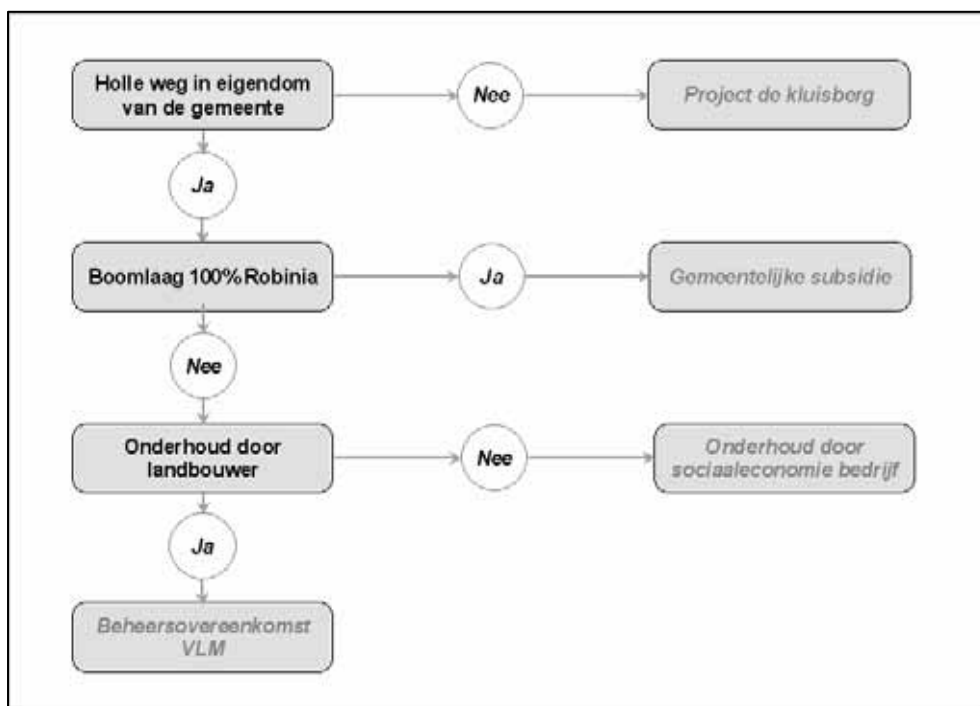 Holle weg in eigendom
van de gemeente
Nee
Project de kluisberg
Ja
Boomlaag 100% Robinia
Ja
Gemeentelijke subsidie
Nee
Onderhoud door
landbouwer
Nee
Onderhoud door
sociaaleconomie bedrijf
Ja
Beheersovereenkomst
VLM